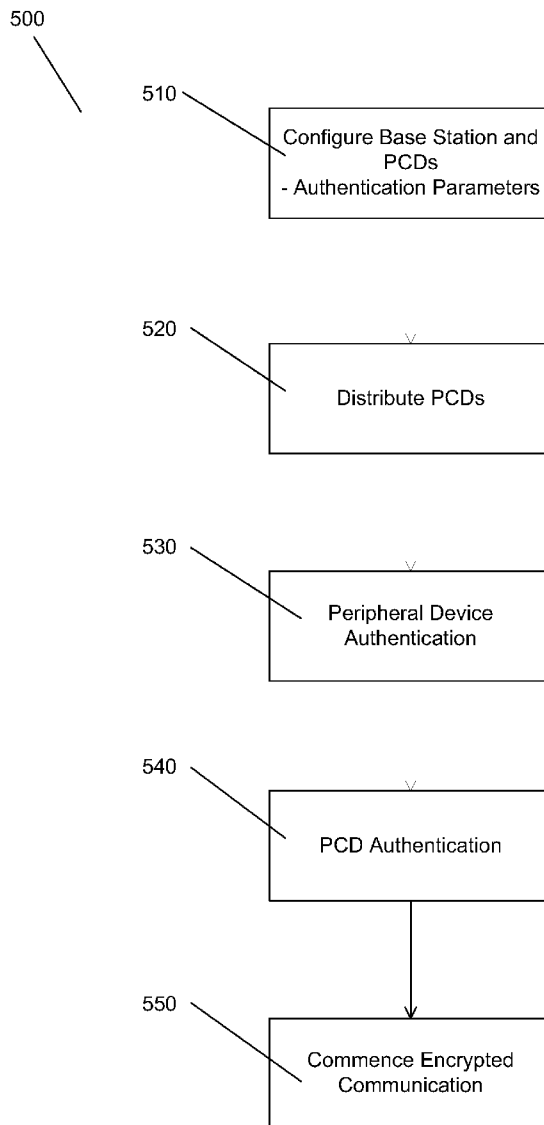 500
510
Configure Base Station and
PCDs
- Authentication Parameters
520
Distribute PCDs
530
Peripheral Device
Authentication
540
PCD Authentication
550
Commence Encrypted
Communication